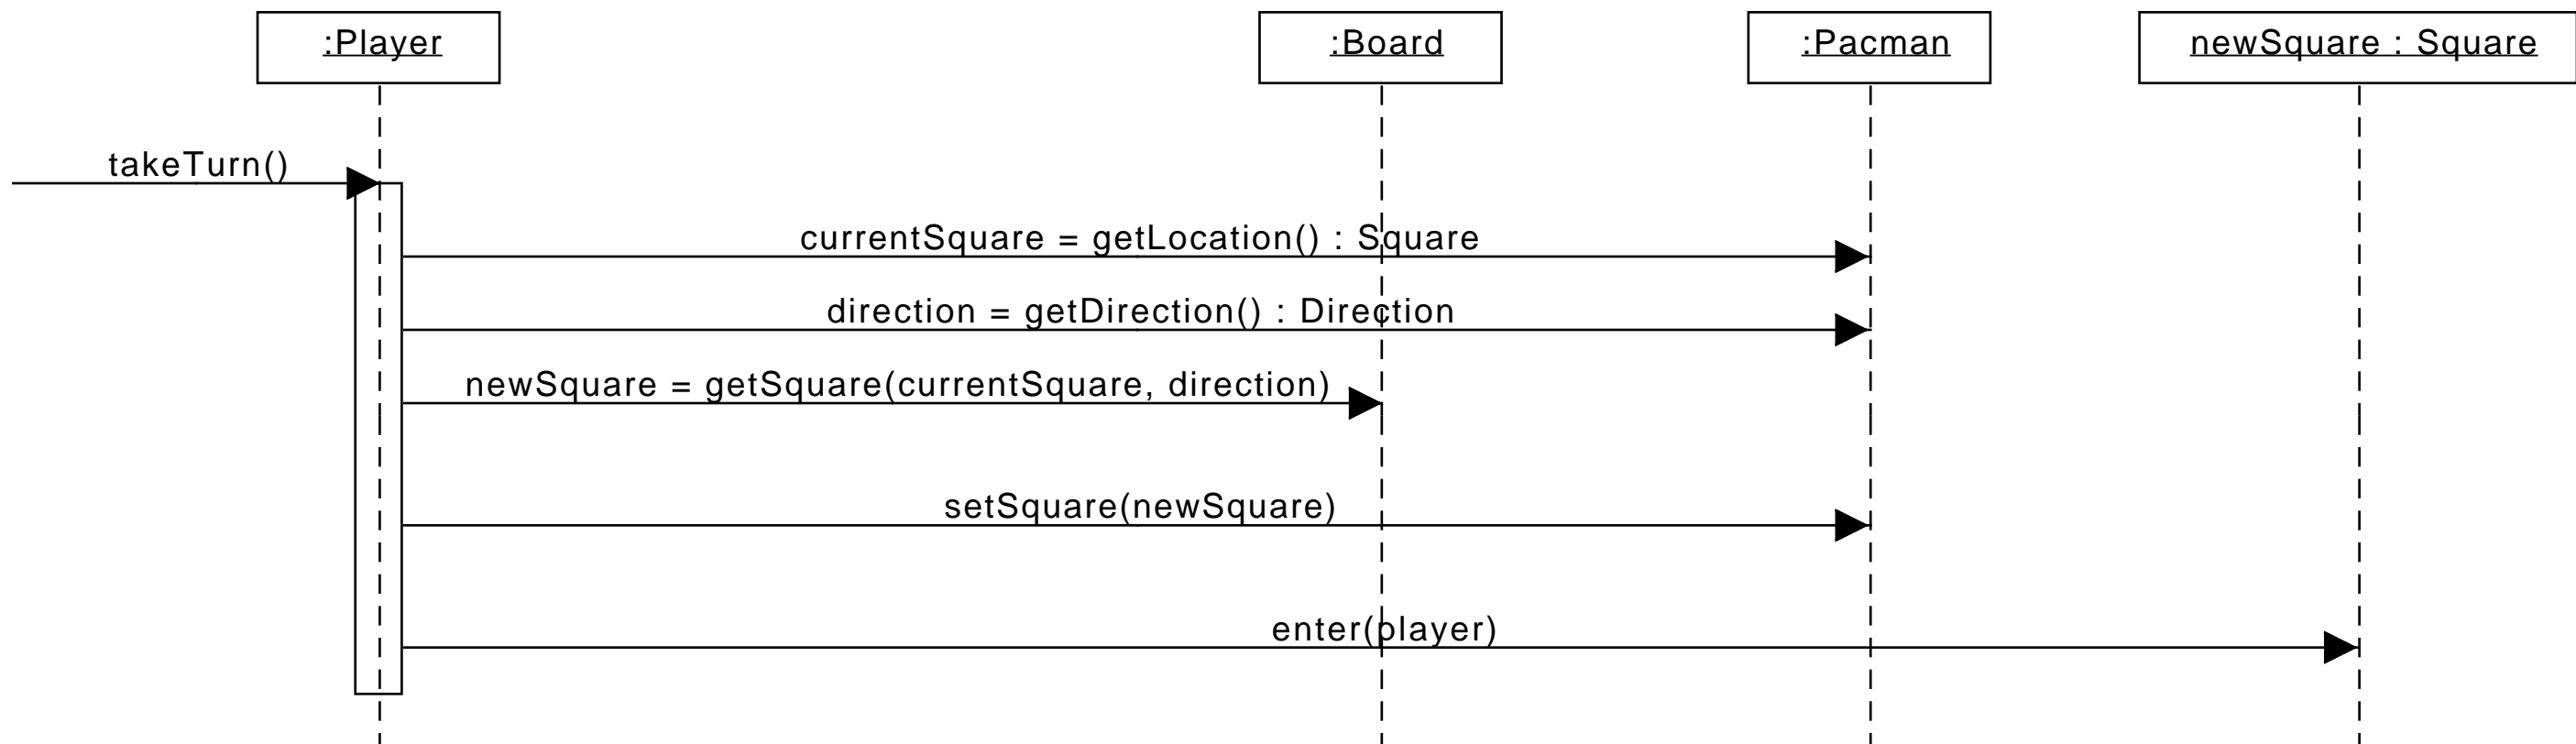 :Player
:Board
:Pacman
newSquare : Square
takeTurn()
currentSquare = getLocation() : Square
direction = getDirection() : Direction
newSquare = getSquare(currentSquare, direction)
setSquare(newSquare)
enter(player)